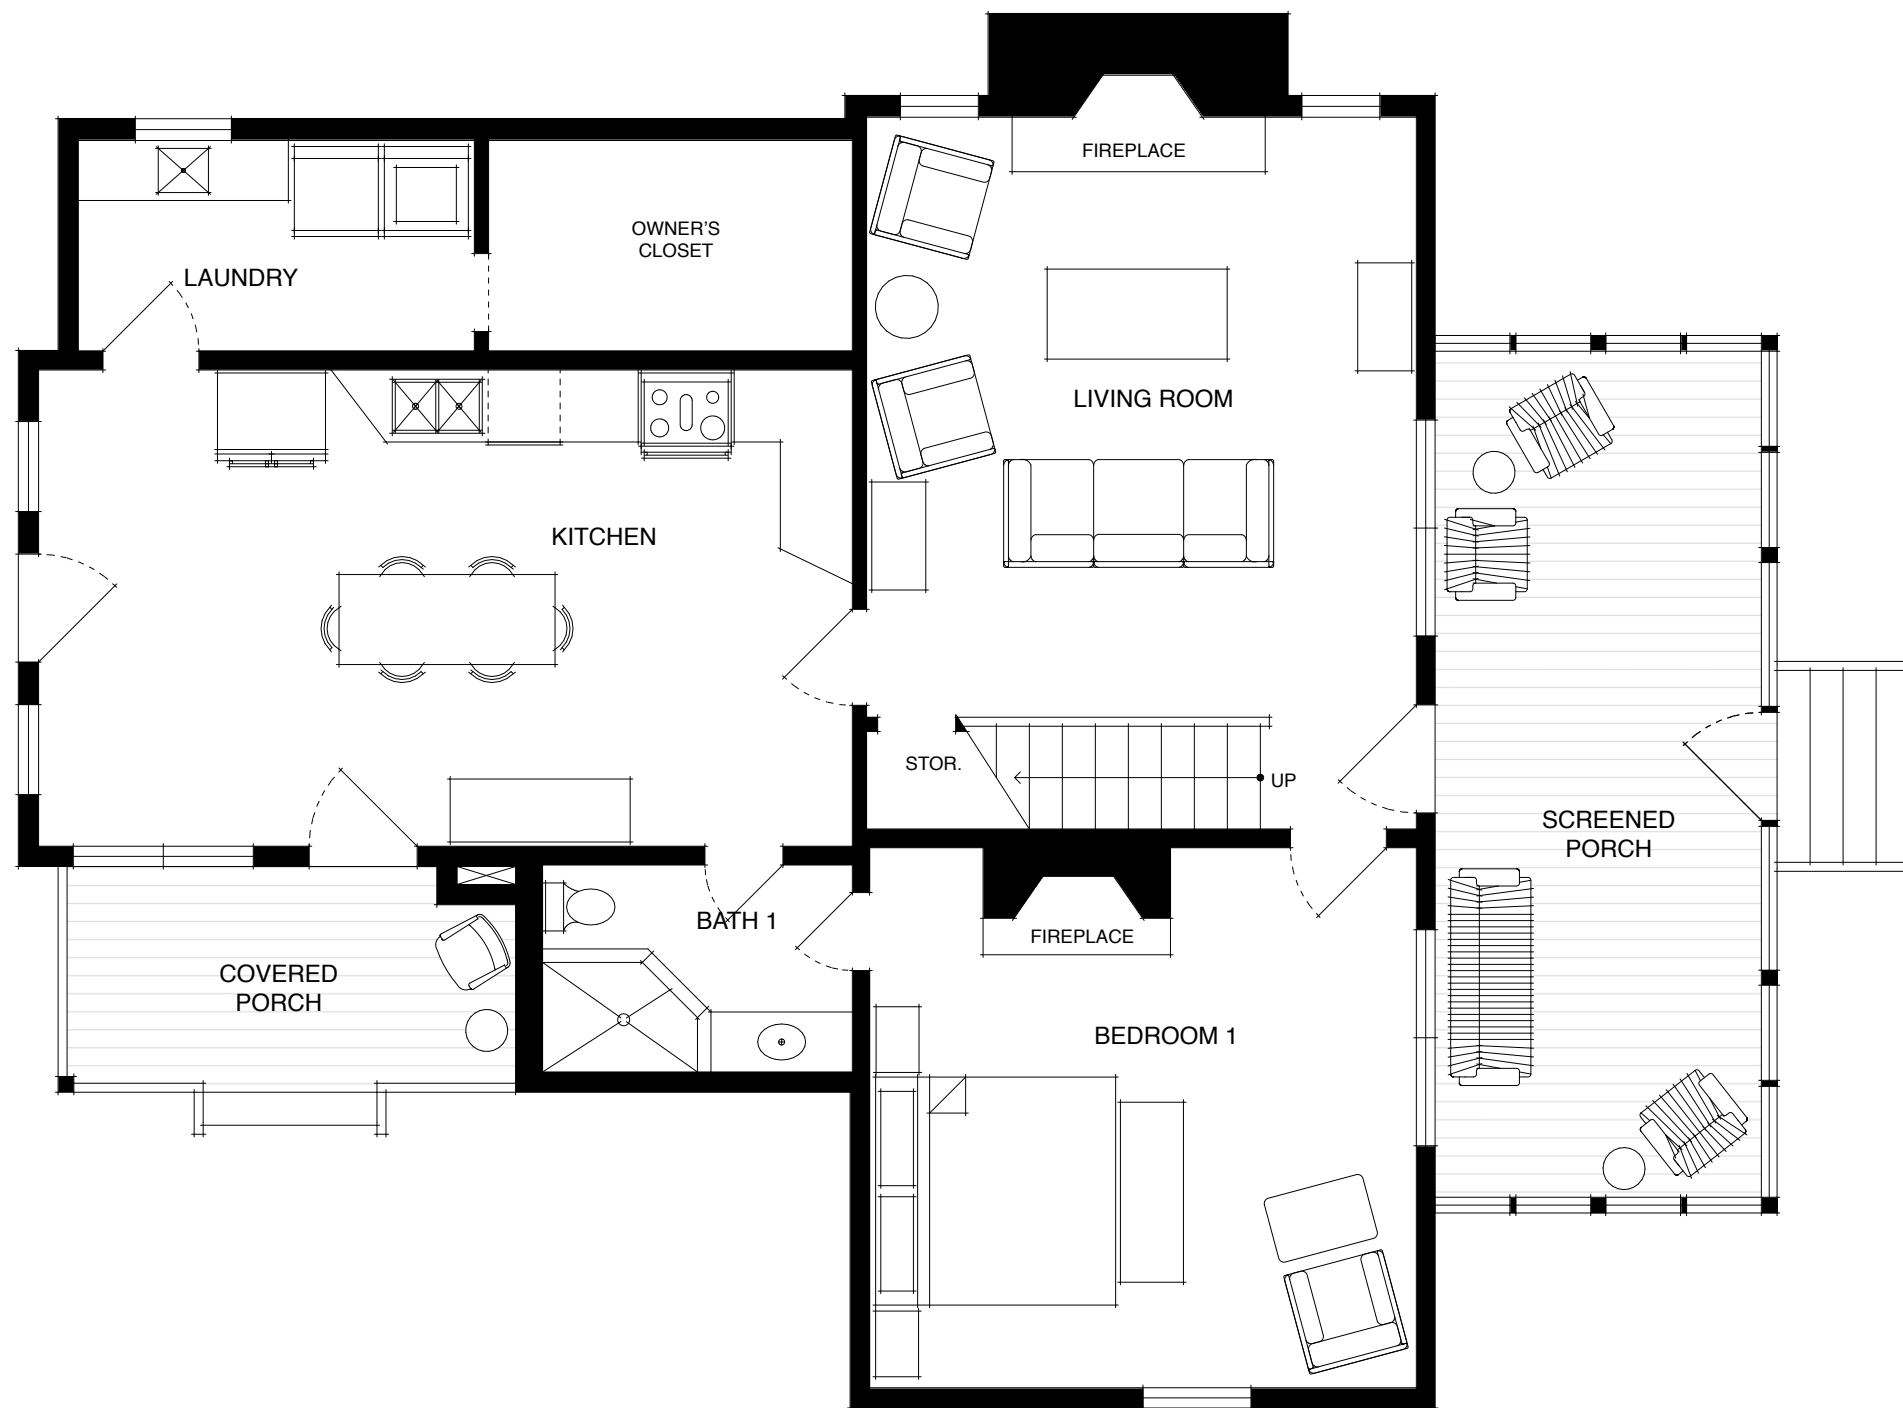 FIREPLACE
OWNER'S
CLOSET
LAUNDRY
LIVING ROOM
KITCHEN
STOR.
UP
SCREENED
PORCH
BATH 1
FIREPLACE
COVERED
PORCH
BEDROOM 1